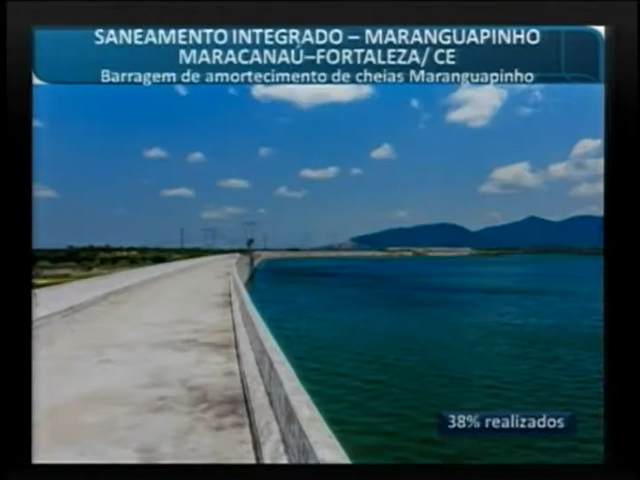 SANEAMENTO INTEGRADO – MARANGUAPINHO
MARACANAÚ–FORTALEZA/ CE
Barragem de amortecimento de cheias Maranguapinho
38% realizados